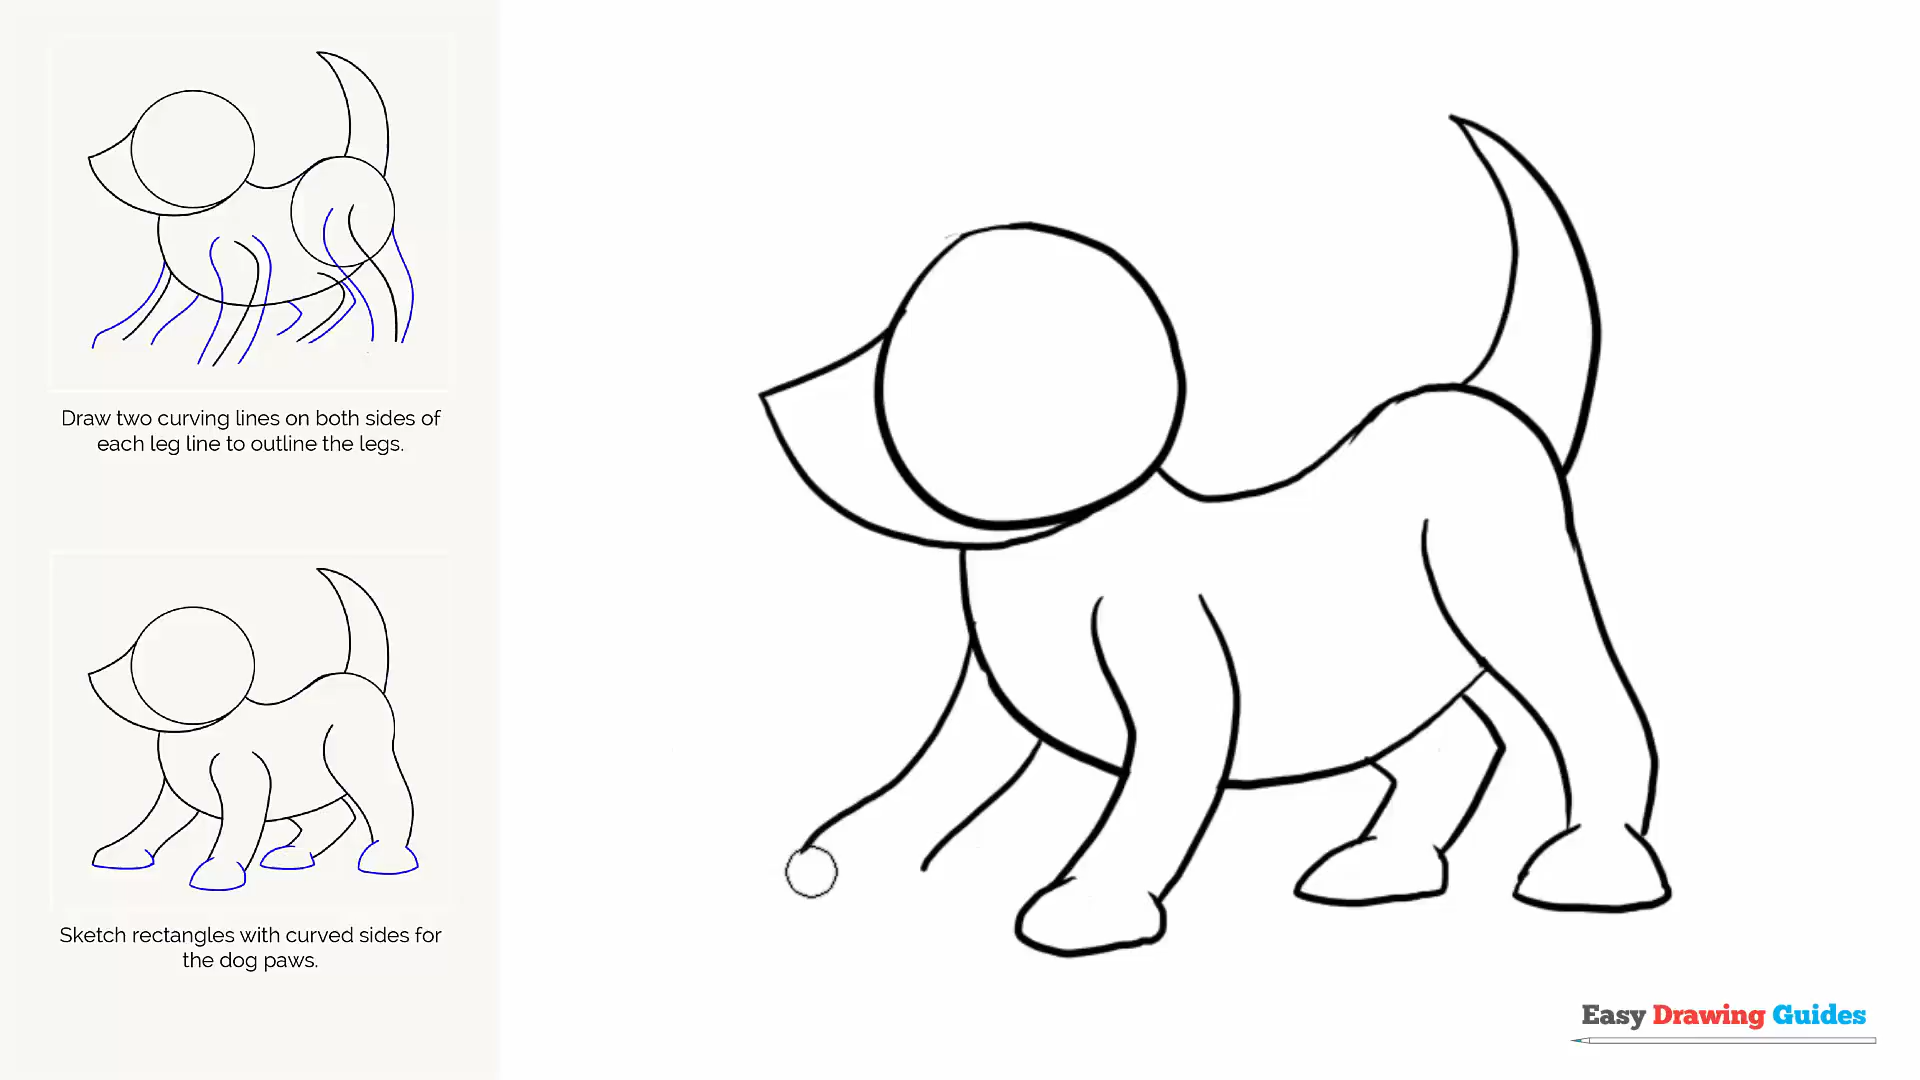 Draw two curving lines on both sides of
each leg line to outline the legs.
Sketch rectangles with curved sides for
the dog paws.
Easy Drawing Guides